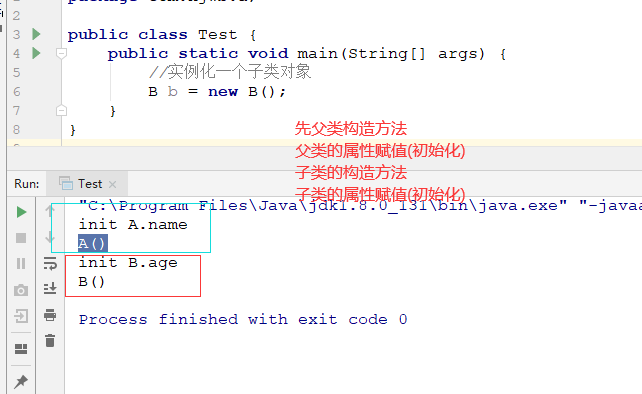 2
3 public class Test {
4 public static void main(String[] args) {
5 //实例化一个子类对象
6 B b = new B();
7 }
8 }
先父类构造方法
父类的属性赋值(初始化)
子类的构造方法
子类的属性赋值(初始化)
Run: Test ×
"C:\Program Files\Java\jdk1.8.0_131\bin\java.exe" "-javaa
init A.name
A()
init B.age
B()
Process finished with exit code 0